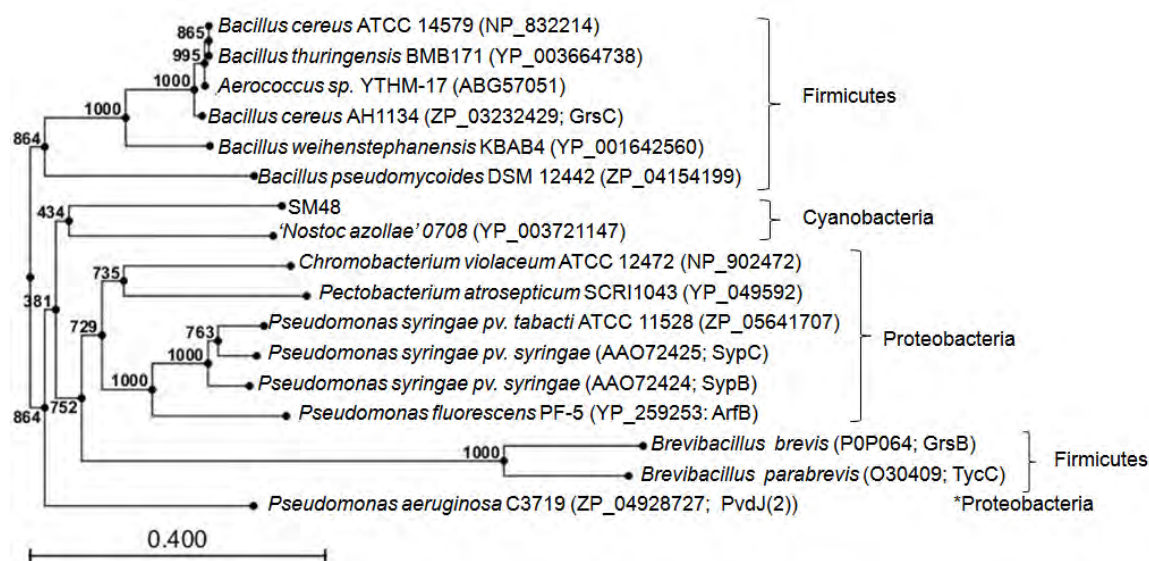 Bacillus cereus ATCC 14579 (NP_832214)
865
Bacillus thuringensis BMB171 (YP_003664738)
995
Aerococcus sp. YTHM-17 (ABG57051)
Firmicutes
1000
1000
Bacillus cereus AH1134 (ZP_03232429; GrsC)
864
Bacillus weihenstephanensis KBAB4 (YP_001642560)
Bacillus pseudomycoides DSM 12442 (ZP_04154199)
434
SM48
Cyanobacteria
'Nostoc azollae' 0708 (YP_003721147)
735
Chromobacterium violaceum ATCC 12472 (NP_902472)
381
Pectobacterium atrosepticum SCRI1043 (YP_049592)
729
763
Pseudomonas syringae pv. tabacti ATCC 11528 (ZP_05641707)
Proteobacteria
1000
Pseudomonas syringae pv. syringae (AAO72425; SypC)
1000
Pseudomonas syringae pv. syringae (AAO72424; SypB)
864
752
Pseudomonas fluorescens PF-5 (YP_259253: ArfB)
1000
Brevibacillus brevis (P0P064; GrsB)
Firmicutes
Brevibacillus parabrevis (O30409; TycC)
Pseudomonas aeruginosa C3719 (ZP_04928727; PvdJ(2))
*Proteobacteria
0.400